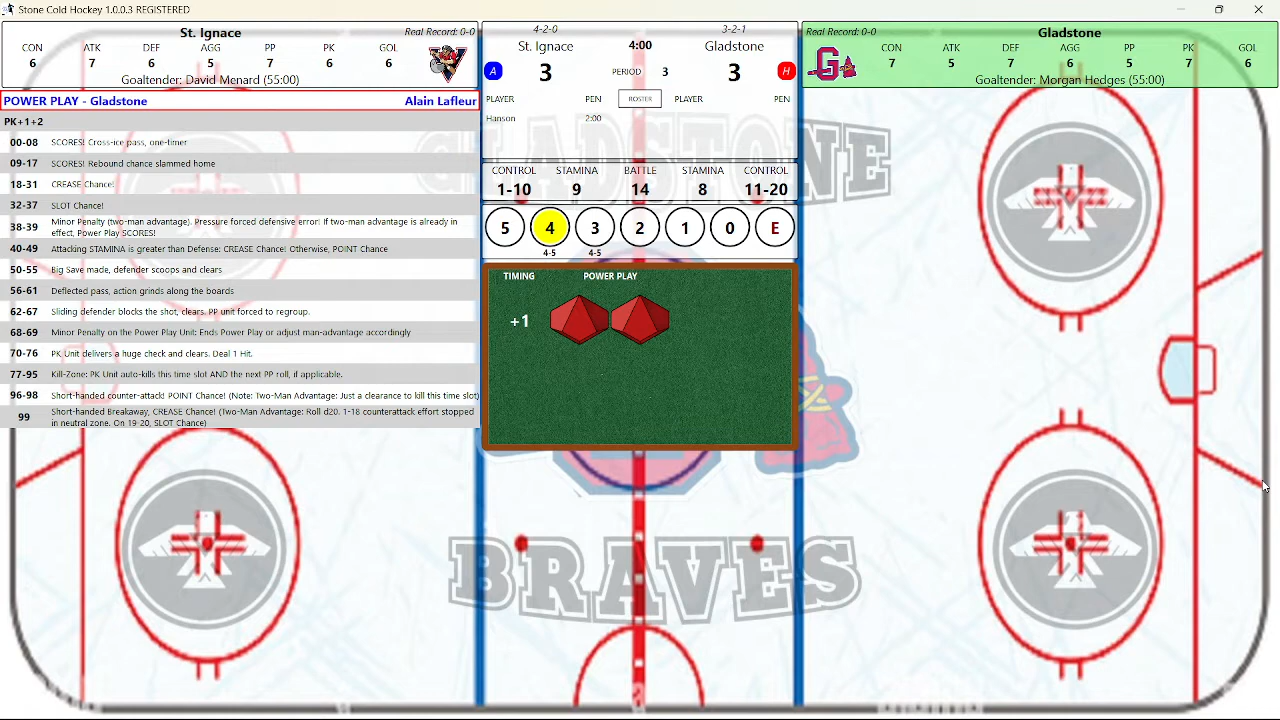 Stone Cold Hockey 1.0.0.3 REGISTERED
St. Ignace
Real Record: 0-0
CON ATK DEF AGG PP PK GOL
6 7 6 5 7 6 6
Goaltender: David Menard (55:00)
4-2-0 3-2-1
St. Ignace 4:00 Gladstone
A 3 PERIOD 3 3 H
PLAYER PEN ROSTER PLAYER PEN
Hanson 2:00
Real Record: 0-0
Gladstone
CON ATK DEF AGG PP PK GOL
7 5 7 6 5 7 6
Goaltender: Morgan Hedges (55:00)
POWER PLAY - Gladstone Alain Lafleur
PK+1+2
00-08 SCORES! Cross-ice pass, one-timer
09-17 SCORES! Rebound chance slammed home
18-31 CREASE Chance!
32-37 SLOT Chance!
38-39 Minor Penalty (two-man advantage). Pressure forced defensive error! If two-man advantage is already in
effect, Power Play SCORES!
40-49 Attacking STAMINA is greater than Defense: CREASE Chance! Otherwise, POINT Chance
50-55 Big Save made, defender scoops and clears
56-61 Deflected pass, action grinds along the boards
62-67 Sliding defender blocks the shot, clears. PP unit forced to regroup.
68-69 Minor Penalty on the Power Play Unit: Ends Power Play or adjust man-advantage accordingly
70-76 PK Unit delivers a huge check and clears. Deal 1 Hit.
77-95 Kill-Zone: PK Unit auto-kills this time slot AND the next PP roll, if applicable.
96-98 Short-handed counterattack! POINT Chance! (Note: Two-Man Advantage: Just a clearance to kill this time slot)
99 Short-handed Breakaway, CREASE Chance! (Two-Man Advantage: Roll d20. 1-18 counterattack effort stopped
in neutral zone. On 19-20, SLOT Chance)
CONTROL STAMINA BATTLE STAMINA CONTROL
1-10 9 14 8 11-20
5 4 3 2 1 0 E
4-5 4-5
TIMING POWER PLAY
+1
GLADSTONE
BRAVES